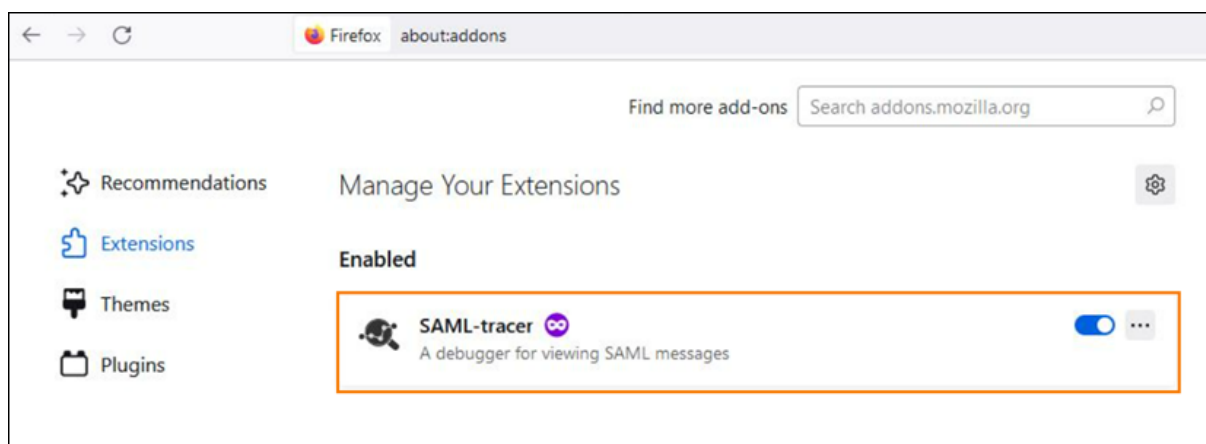 Firefox about:addons
Find more add-ons Search addons.mozilla.org
Recommendations
Manage Your Extensions
Extensions
Enabled
Themes
SAML-tracer
A debugger for viewing SAML messages
Plugins